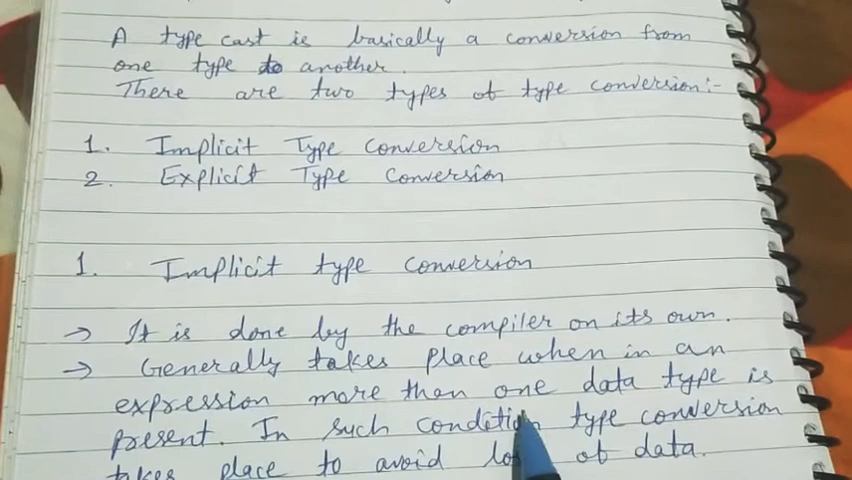 A type cast is basically a conversion from
one type to another.
There are two types of type conversion:-
1. Implicit Type Conversion
2. Explicit Type Conversion
1. Implicit type conversion
→ It is done by the compiler on its own.
→ Generally takes place when in an
expression more than one data type is
present. In such condition type conversion
takes place to avoid of data.